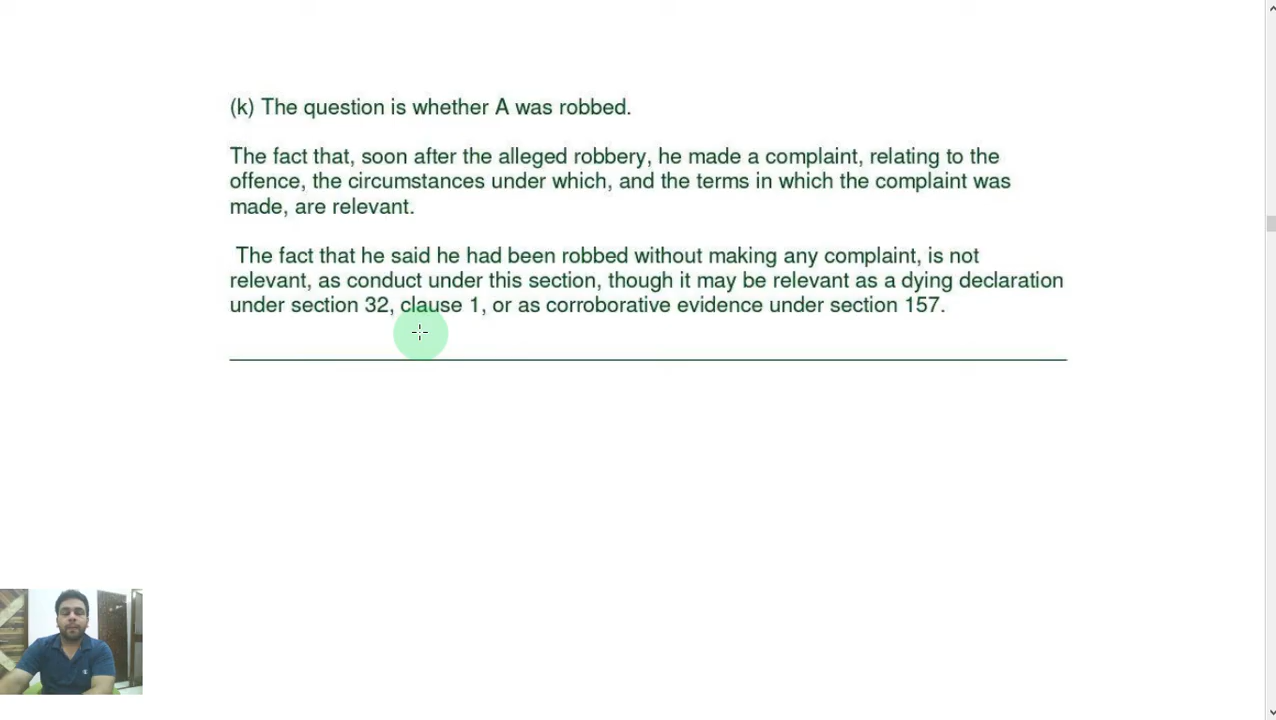 (k) The question is whether A was robbed.
The fact that, soon after the alleged robbery, he made a complaint, relating to the
offence, the circumstances under which, and the terms in which the complaint was
made, are relevant.
The fact that he said he had been robbed without making any complaint, is not
relevant, as conduct under this section, though it may be relevant as a dying declaration
under section 32, clause 1, or as corroborative evidence under section 157.